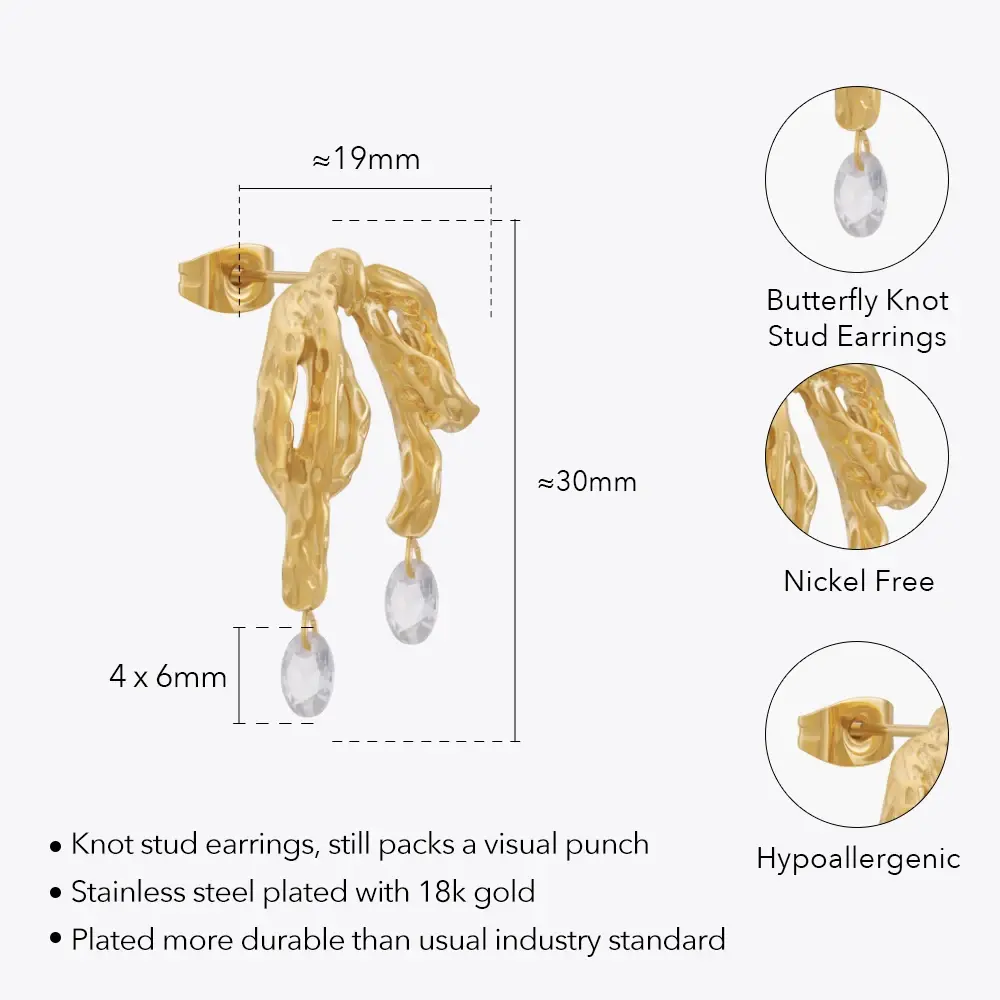 ≈19mm
≈30mm
4 x 6mm
Butterfly Knot
Stud Earrings
Nickel Free
Hypoallergenic
• Knot stud earrings, still packs a visual punch
• Stainless steel plated with 18k gold
• Plated more durable than usual industry standard